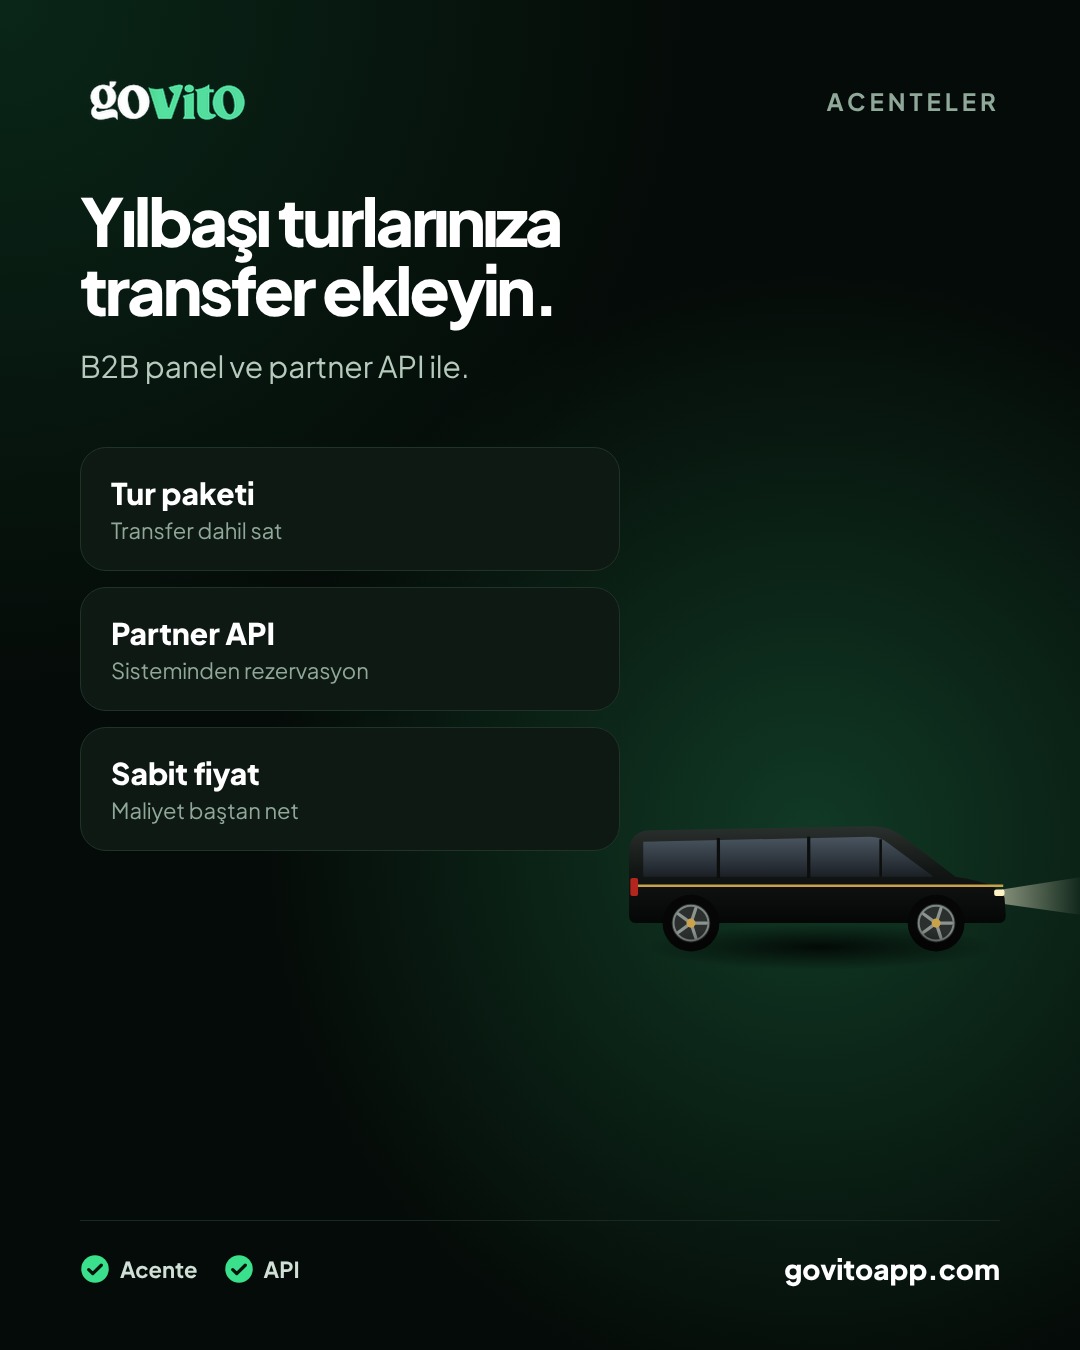 govito
ACENTELER
Yılbaşı turlarınıza
transfer ekleyin.
B2B panel ve partner API ile.
Tur paketi
Transfer dahil sat
Partner API
Sisteminden rezervasyon
Sabit fiyat
Maliyet baştan net
Acente
API
govitoapp.com